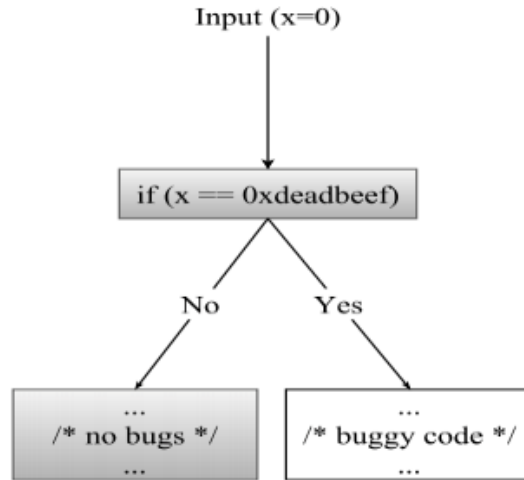 Input (x=0)
if (x == 0xdeadbeef)
No
Yes
...
/* no bugs */
...
...
/* buggy code */
...